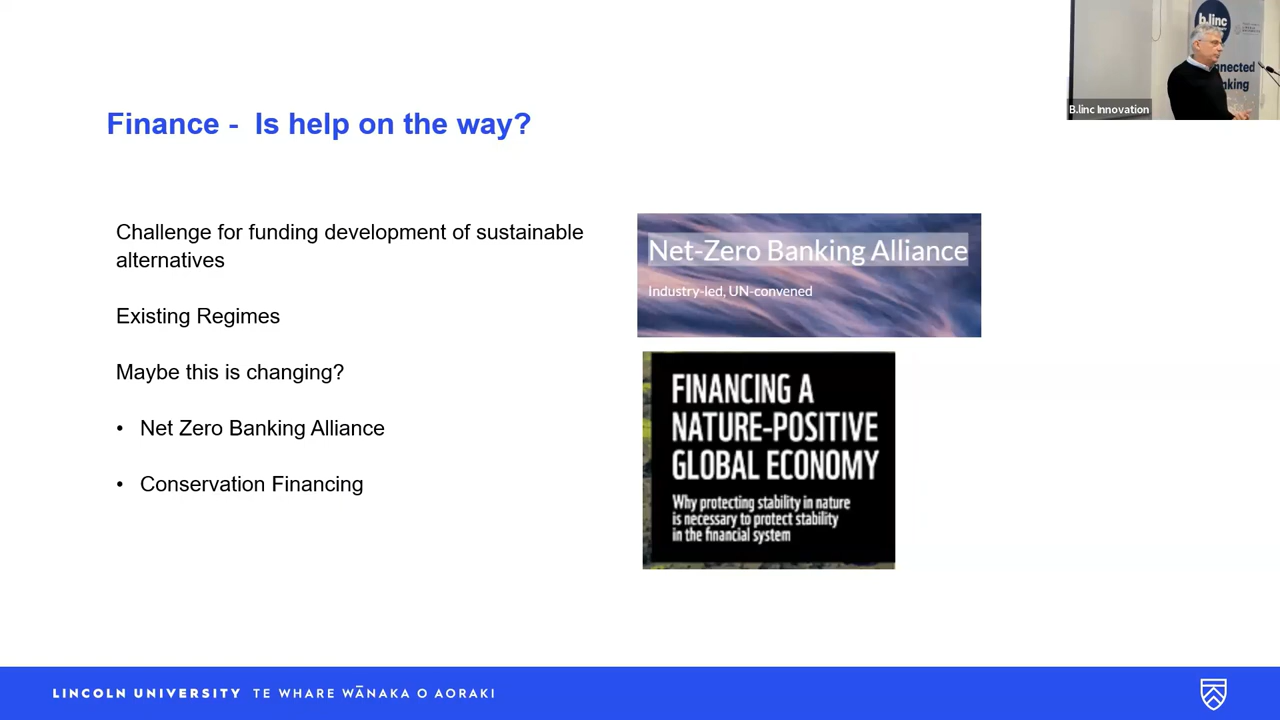 b.linc
nnected
nking
B.linc Innovation
Finance -  Is help on the way?
Challenge for funding development of sustainable
alternatives
Existing Regimes
Maybe this is changing?
• Net Zero Banking Alliance
• Conservation Financing
Net-Zero Banking Alliance
Industry-led, UN-convened
FINANCING A
NATURE-POSITIVE
GLOBAL ECONOMY
Why protecting stability in nature
is necessary to protect stability
in the financial system
LINCOLN UNIVERSITY TE WHARE WĀNAKA O AORAKI